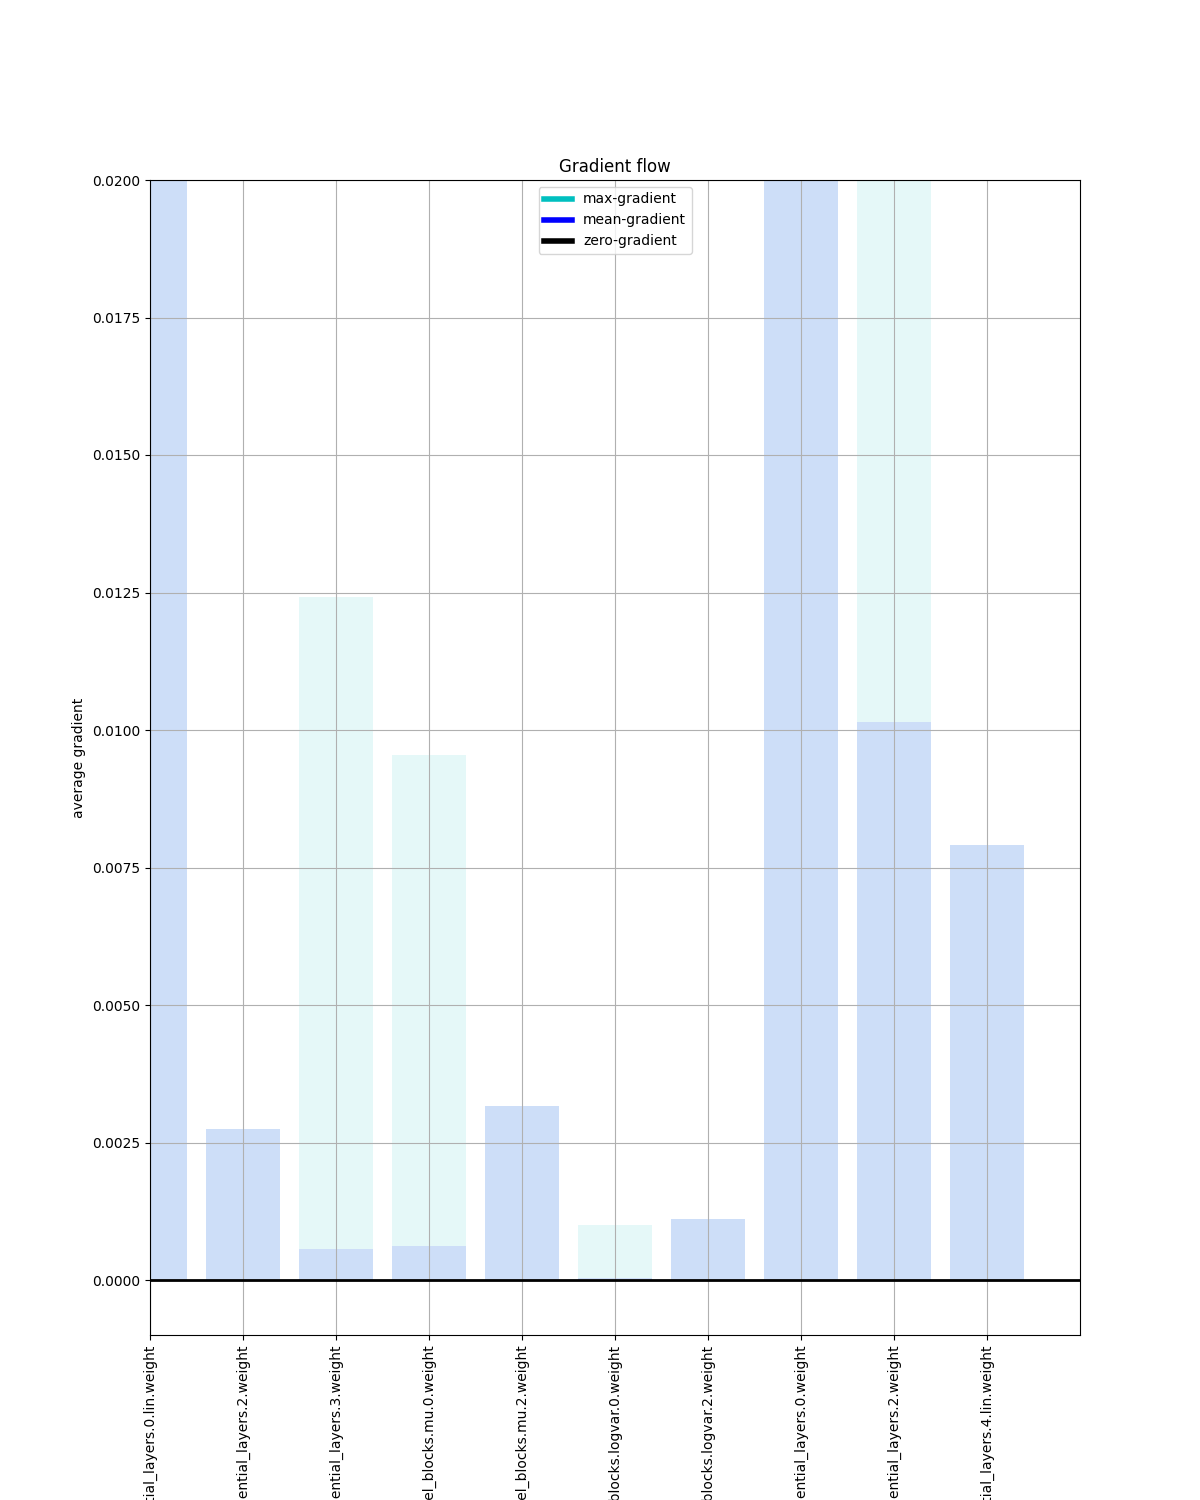 Gradient flow
max-gradient
mean-gradient
zero-gradient
average gradient
0.0200
0.0175
0.0150
0.0125
0.0100
0.0075
0.0050
0.0025
0.0000
tial_layers.0.lin.weight
ential_layers.2.weight
ential_layers.3.weight
el_blocks.mu.0.weight
el_blocks.mu.2.weight
blocks.logvar.0.weight
blocks.logvar.2.weight
ential_layers.0.weight
ential_layers.2.weight
tial_layers.4.lin.weight